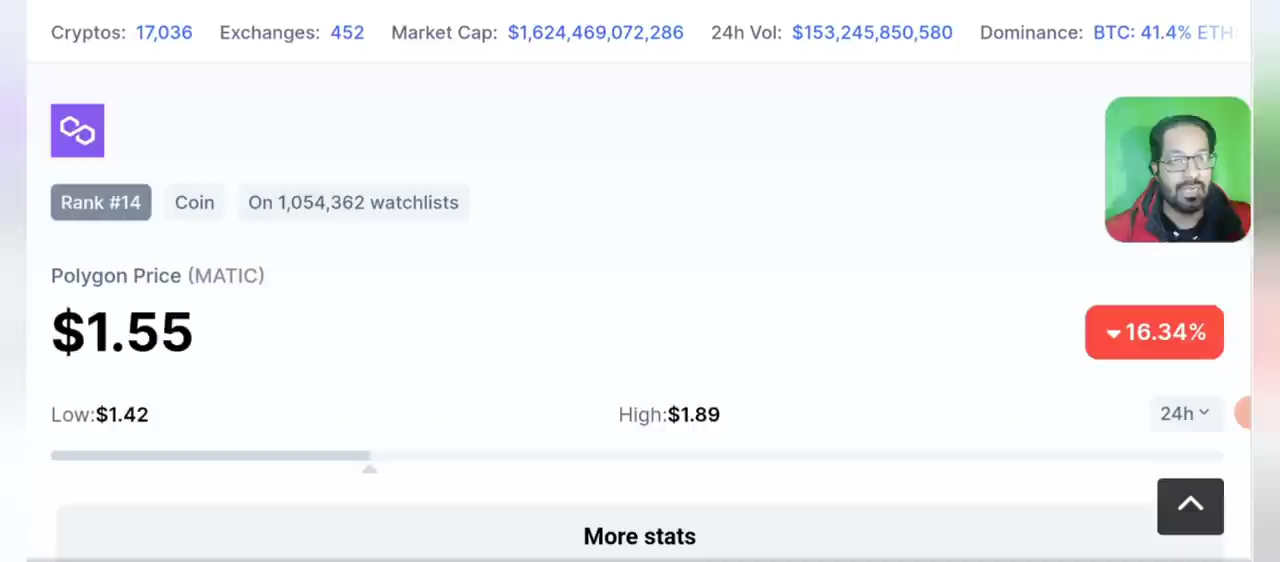 Cryptos: 17,036 Exchanges: 452 Market Cap: $1,624,469,072,286 24h Vol: $153,245,850,580 Dominance: BTC: 41.4% ETH:
Rank #14 Coin On 1,054,362 watchlists
Polygon Price (MATIC)
$1.55 16.34%
Low:$1.42 High:$1.89 24h
More stats